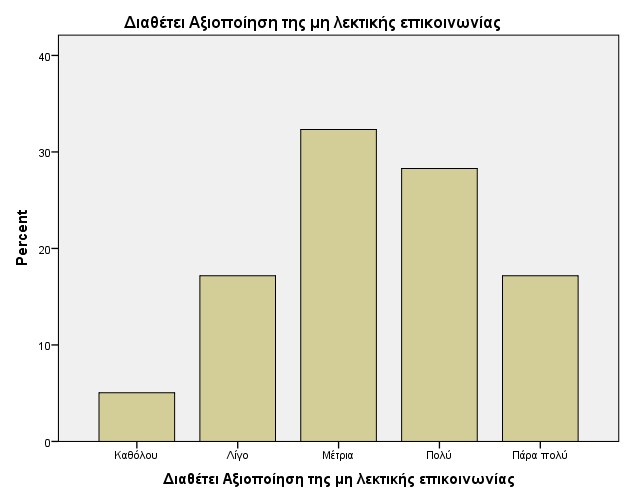 Διαθέτει Αξιοποίηση της μη λεκτικής επικοινωνίας
40
30
20
10
0
Percent
Καθόλου
Λίγο
Μέτρια
Πολύ
Πάρα πολύ
Διαθέτει Αξιοποίηση της μη λεκτικής επικοινωνίας